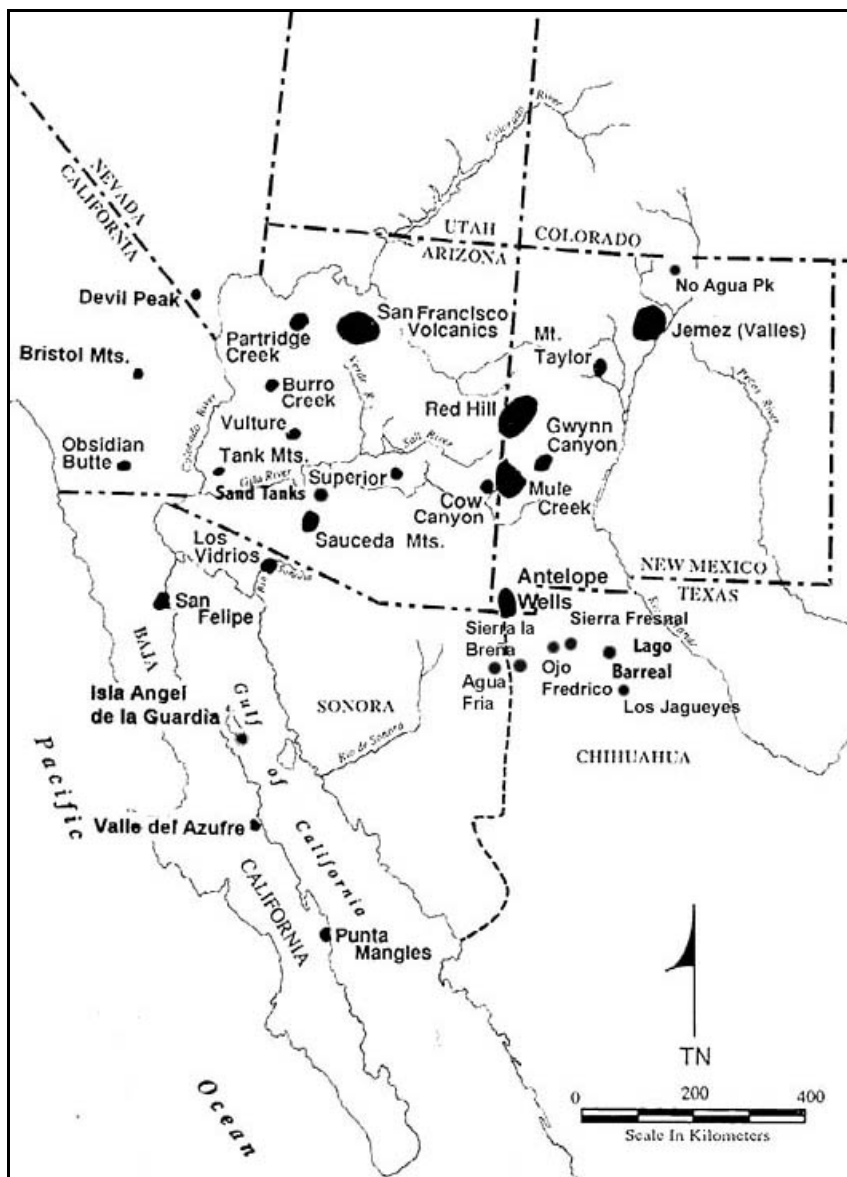 Colorado River
NEVADA
CALIFORNIA
UTAH
COLORADO
ARIZONA
No Agua Pk
Devil Peak
San Francisco
Volcanics
Partridge
Creek
Mt.
Taylor
Jemez (Valles)
Bristol Mts.
Burro
Creek
Verde R.
Pecos River
Red Hill
Colorado River
Vulture
Salt River
Gwynn
Canyon
Obsidian
Butte
Tank Mts.
Gila River
Superior
Sand Tanks
Cow
Canyon
Mule
Creek
Sauceda Mts.
Los
Vidrios
Rio Sonoita
NEW MEXICO
TEXAS
Antelope
Wells
San
Felipe
Sierra la
Breña
Sierra Fresnal
Lago
Barreal
BAJA
Agua
Fria
Ojo
Fredrico
Isla Angel
de la Guardia
Los Jagueyes
Gulf of California
SONORA
Rio de Sonora
CHIHUAHUA
Pacific
Valle del Azufre
CALIFORNIA
Punta
Mangles
TN
Ocean
0 200 400
Scale In Kilometers